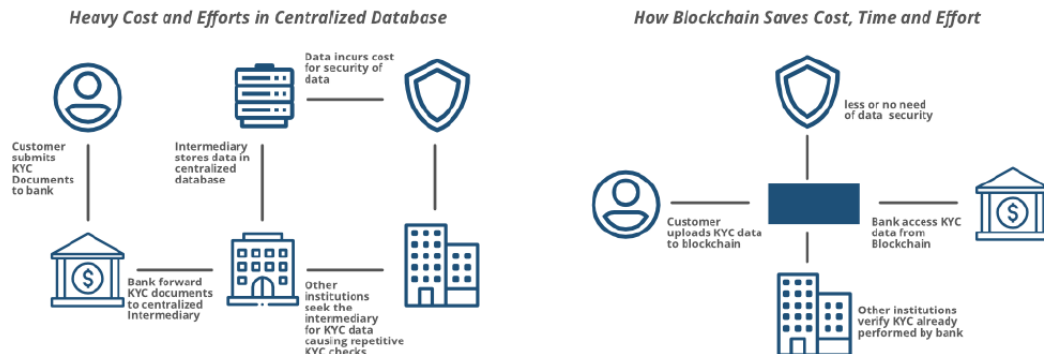 Heavy Cost and Efforts in Centralized Database
Data incurs cost
for security of
data
Customer
submits
KYC
Documents
to bank
Intermediary
stores data in
centralized
database
$
Bank forward
KYC documents
to centralized
Intermediary
Other
institutions
seek the
intermediary
for KYC data
causing repetitive
KYC checks
How Blockchain Saves Cost, Time and Effort
less or no need
of data security
Customer
uploads KYC data
to blockchain
Bank access KYC
data from
Blockchain
$
Other institutions
verify KYC already
performed by bank